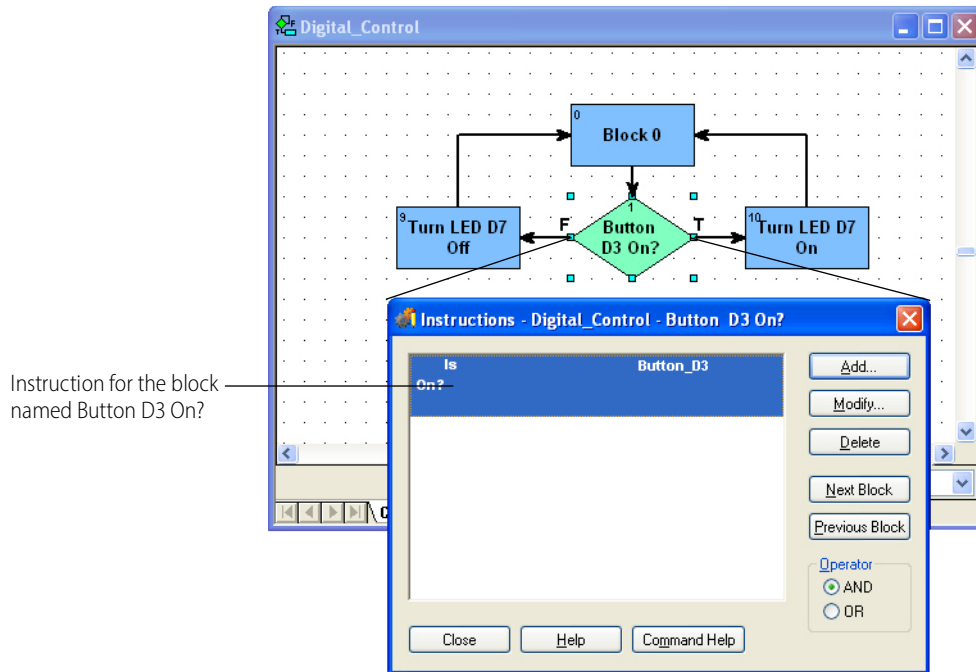 Digital_Control
0
Block 0
9
Turn LED D7
Off
F
1
Button
D3 On?
T
10
Turn LED D7
On
Instructions - Digital_Control - Button D3 On?
Is Button_D3
On?
Instruction for the block
named Button D3 On?
Add...
Modify...
Delete
Next Block
Previous Block
Operator
AND
OR
Close
Help
Command Help